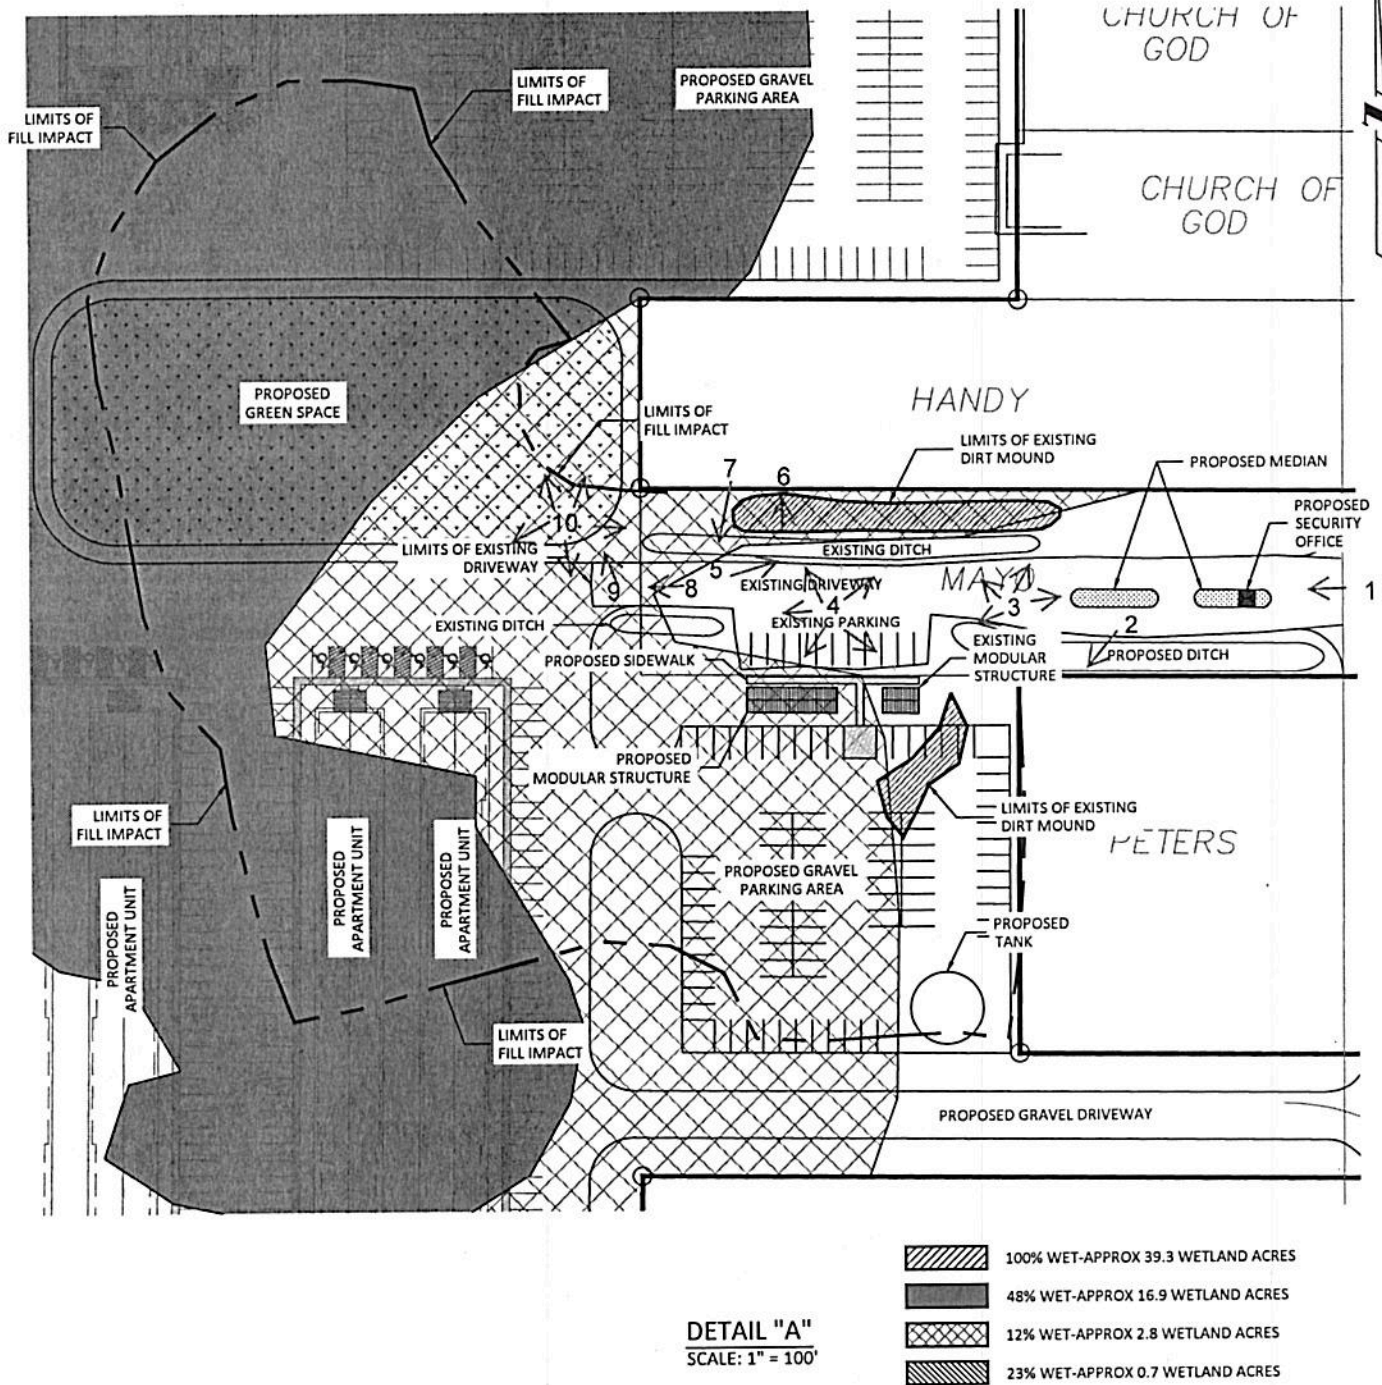 CHURCH OF
GOD
LIMITS OF
FILL IMPACT
PROPOSED GRAVEL
PARKING AREA
LIMITS OF
FILL IMPACT
CHURCH OF
GOD
PROPOSED
GREEN SPACE
HANDY
LIMITS OF
FILL IMPACT
LIMITS OF EXISTING
DIRT MOUND
PROPOSED MEDIAN
7
6
PROPOSED
SECURITY
OFFICE
10
LIMITS OF EXISTING
DRIVEWAY
EXISTING DITCH
5
EXISTING DRIVEWAY
MAYO
9
8
4
3
1
EXISTING DITCH
EXISTING PARKING
2
PROPOSED DITCH
EXISTING
MODULAR
STRUCTURE
PROPOSED SIDEWALK
PROPOSED
MODULAR STRUCTURE
LIMITS OF
FILL IMPACT
LIMITS OF EXISTING
DIRT MOUND
PETERS
PROPOSED
APARTMENT UNIT
PROPOSED
APARTMENT UNIT
PROPOSED
APARTMENT UNIT
PROPOSED GRAVEL
PARKING AREA
PROPOSED
TANK
LIMITS OF
FILL IMPACT
PROPOSED GRAVEL DRIVEWAY
100% WET-APPROX 39.3 WETLAND ACRES
48% WET-APPROX 16.9 WETLAND ACRES
12% WET-APPROX 2.8 WETLAND ACRES
23% WET-APPROX 0.7 WETLAND ACRES
DETAIL "A"
SCALE: 1" = 100'